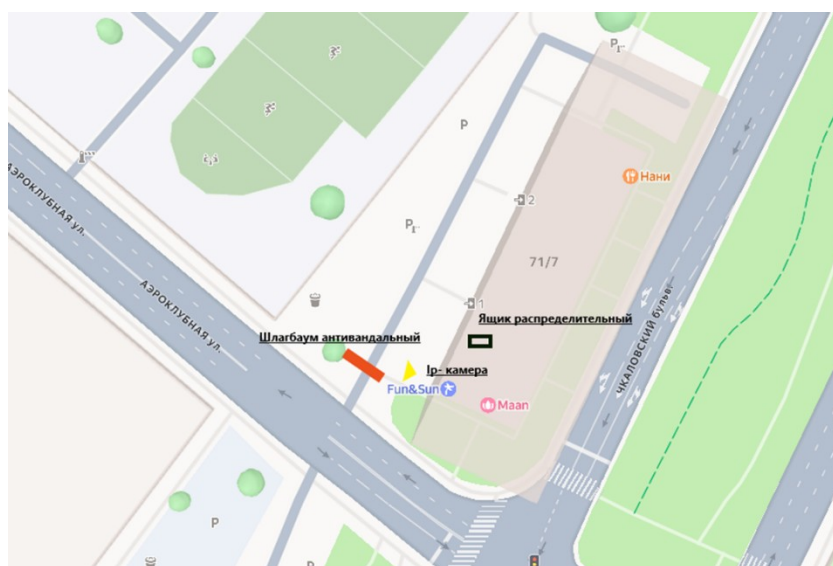 P
Нани
P
P
2
71/7
АЭРОКЛУБНАЯ ул.
1
Ящик распределительный
АЭРОКЛУБНАЯ ул.
Шлагбаум антивандальный
Ip- камера
ЧКАЛОВСКИЙ бульв
Fun&Sun
Maan
P